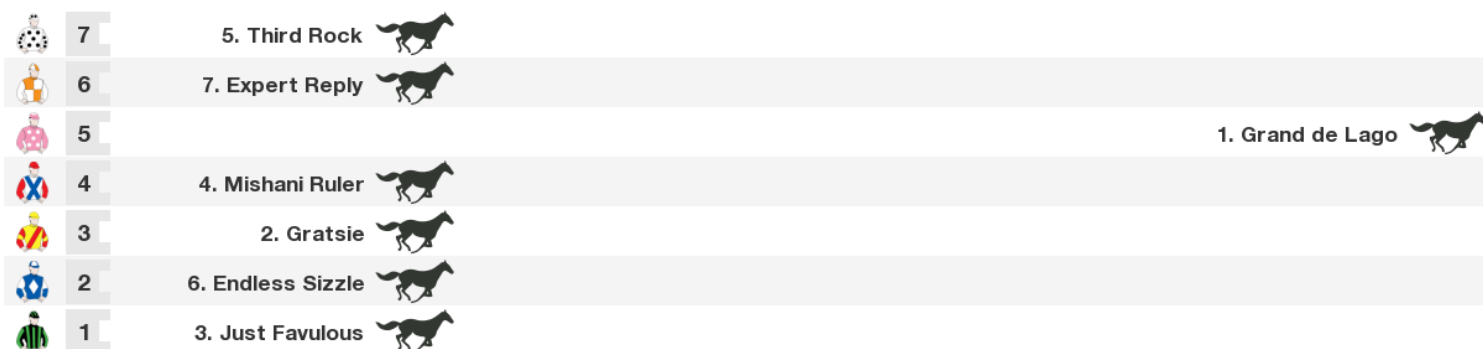 7 5. Third Rock
6 7. Expert Reply
5 1. Grand de Lago
4 4. Mishani Ruler
3 2. Gratsie
2 6. Endless Sizzle
1 3. Just Favulous